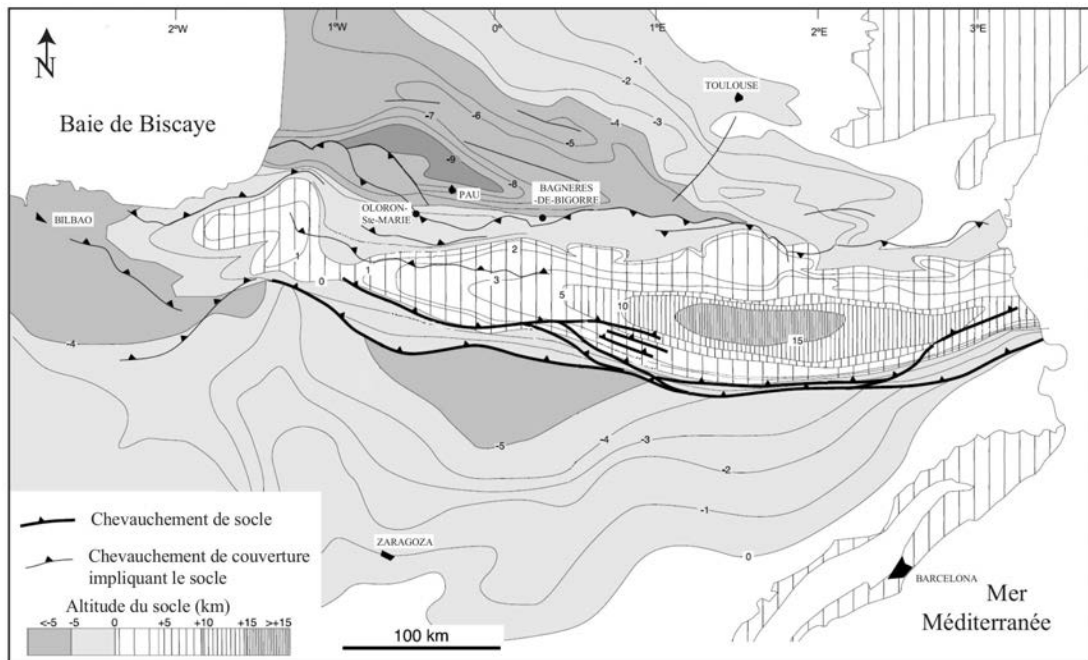 2°W
1°W
0°
1°E
2°E
3°E
N
-1
-2
-3
-4
-5
-6
-7
-8
-9
TOULOUSE
Baie de Biscaye
PAU
BAGNERES
-DE-BIGORRE
OLORON-
Ste-MARIE
BILBAO
1
0
1
2
3
5
10
15
-4
-5
-4
-3
-2
-1
0
Chevauchement de socle
Chevauchement de couverture
impliquant le socle
Altitude du socle (km)
<-5 -5 0 +5 +10 +15 >+15
ZARAGOZA
100 km
BARCELONA
Mer
Méditerranée